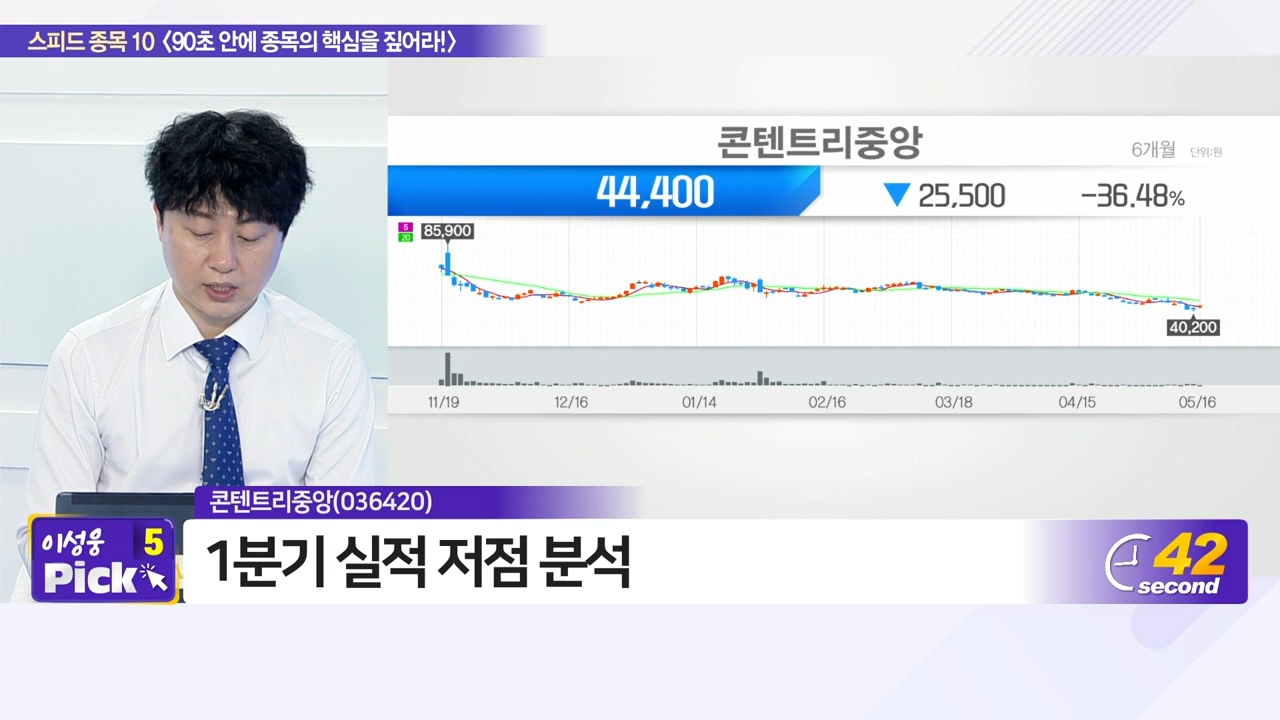 스피드 종목 10 〈90초 안에 종목의 핵심을 짚어라!〉
콘텐트리중앙
6개월 단위:원
44,400
▼ 25,500
-36.48%
5
20
85,900
40,200
11/19
12/16
01/14
02/16
03/18
04/15
05/16
콘텐트리중앙(036420)
이성웅 5
Pick
1분기 실적 저점 분석
42
second